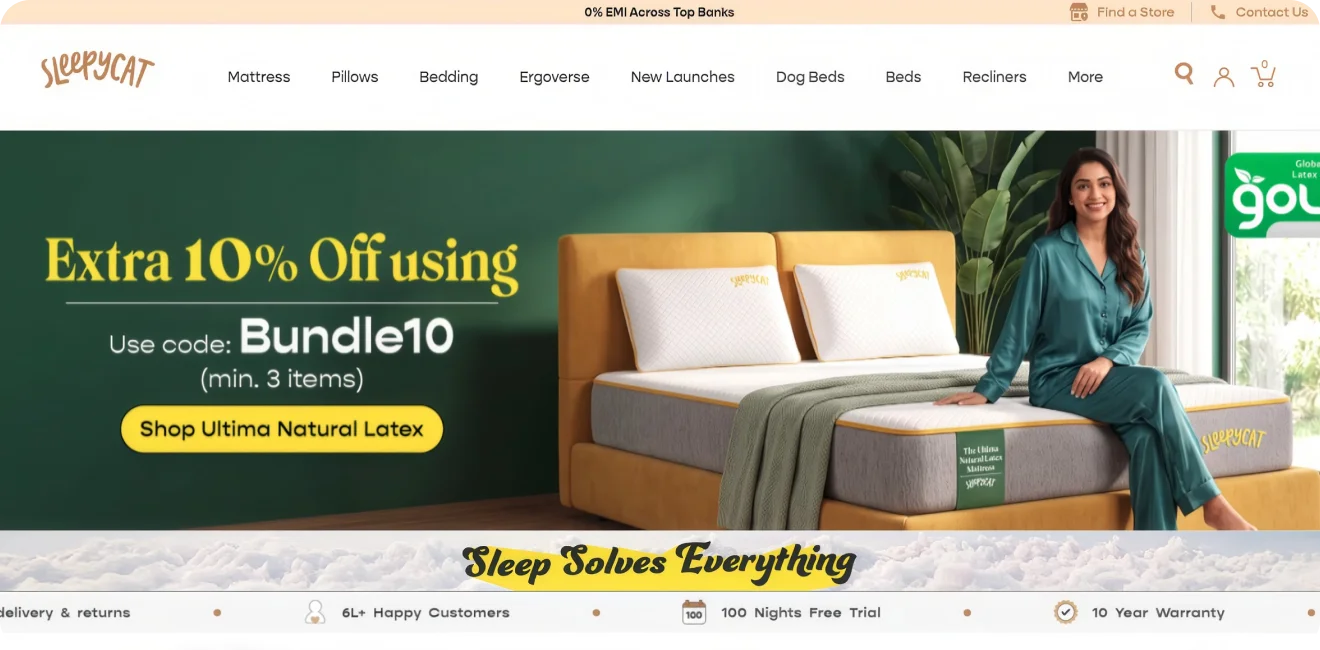 0% EMI Across Top Banks
Find a Store
Contact Us
SLEEPYCAT
Mattress
Pillows
Bedding
Ergoverse
New Launches
Dog Beds
Beds
Recliners
More
0
Extra 10% Off using
Use code: Bundle10
(min. 3 items)
Shop Ultima Natural Latex
SLEEPYCAT
SLEEPYCAT
Latex
The Ultima
Natural Latex
Mattress
SLEEPYCAT
SLEEPYCAT
Sleep Solves Everything
delivery & returns
6L+ Happy Customers
100
100 Nights Free Trial
10 Year Warranty